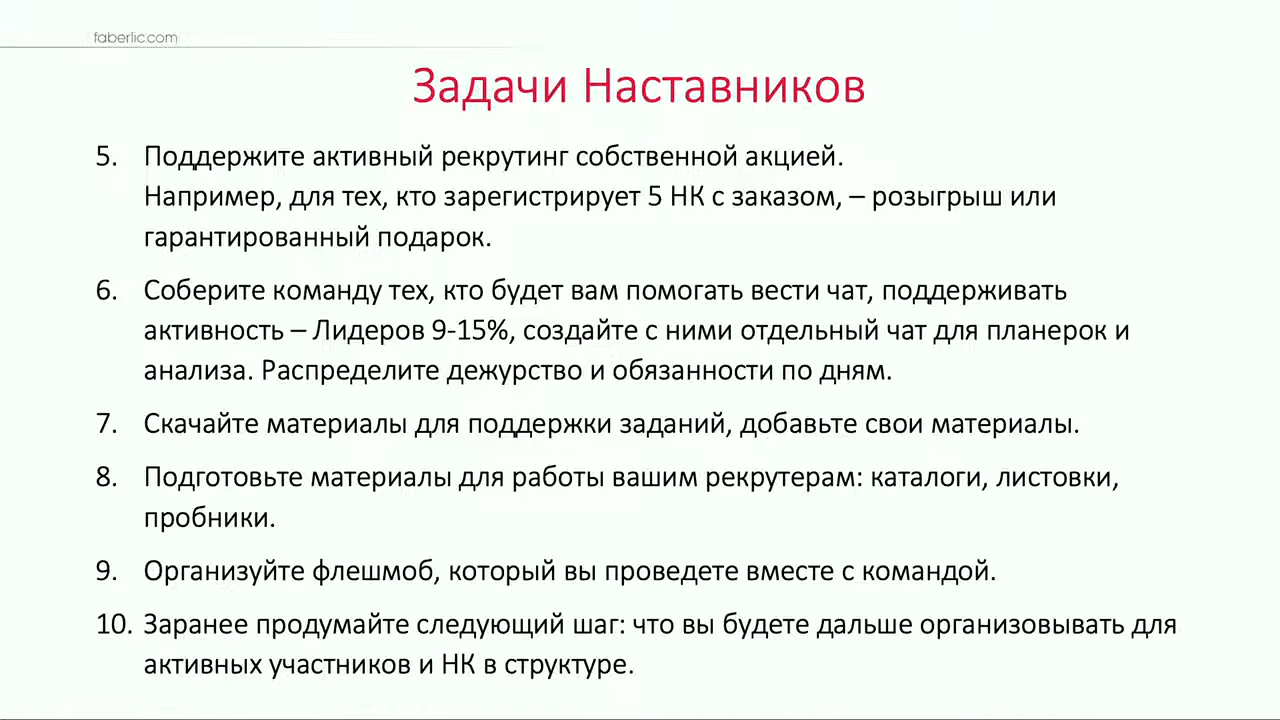 faberlic.com
Задачи Наставников
5. Поддержите активный рекрутинг собственной акцией.
Например, для тех, кто зарегистрирует 5 НК с заказом, – розыгрыш или
гарантированный подарок.
6. Соберите команду тех, кто будет вам помогать вести чат, поддерживать
активность – Лидеров 9-15%, создайте с ними отдельный чат для планерок и
анализа. Распределите дежурство и обязанности по дням.
7. Скачайте материалы для поддержки заданий, добавьте свои материалы.
8. Подготовьте материалы для работы вашим рекрутерам: каталоги, листовки,
пробники.
9. Организуйте флешмоб, который вы проведете вместе с командой.
10. Заранее продумайте следующий шаг: что вы будете дальше организовывать для
активных участников и НК в структуре.